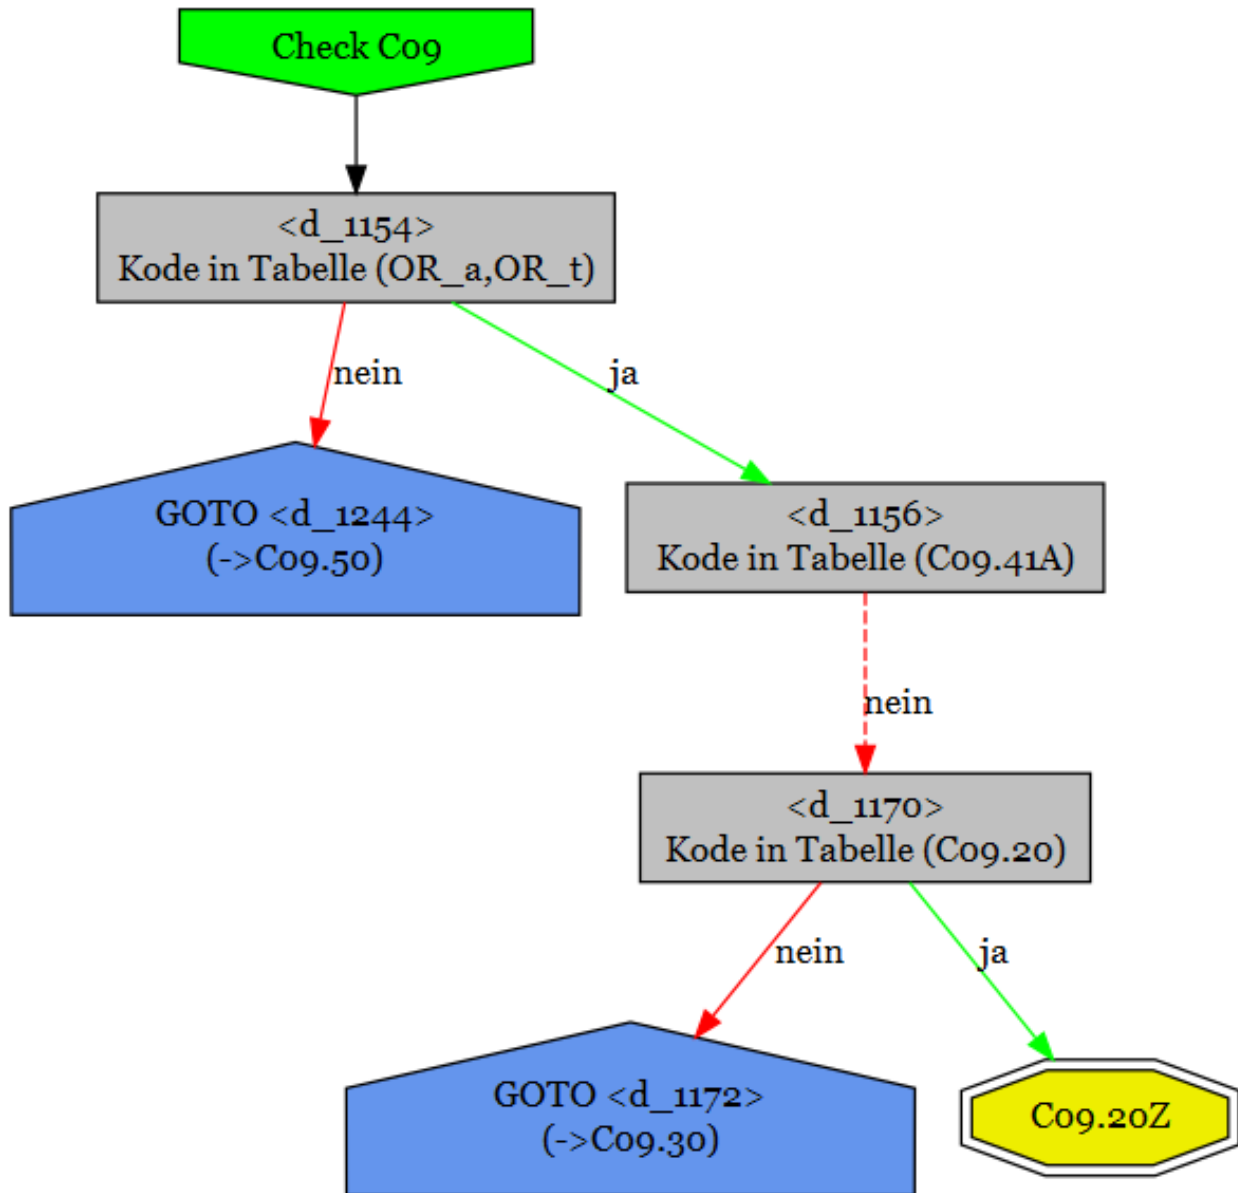 Check C09
<d_1154>
Kode in Tabelle (OR_a,OR_t)
nein
ja
GOTO <d_1244>
(->C09.50)
<d_1156>
Kode in Tabelle (C09.41A)
nein
<d_1170>
Kode in Tabelle (C09.20)
nein
ja
GOTO <d_1172>
(->C09.30)
C09.20Z